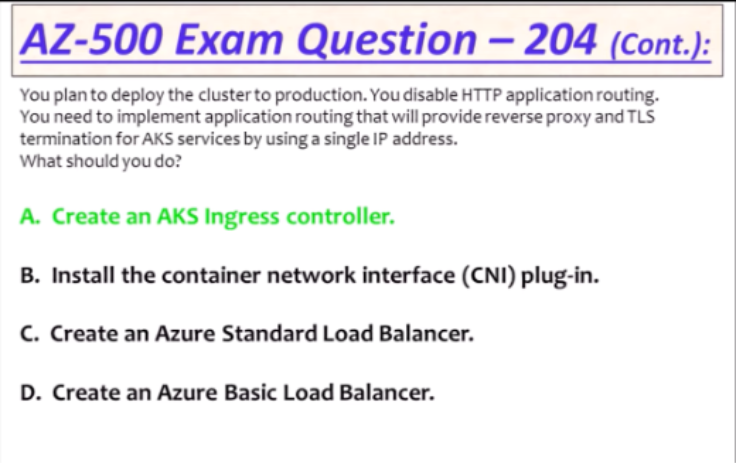 AZ-500 Exam Question – 204 (Cont.):
You plan to deploy the cluster to production. You disable HTTP application routing.
You need to implement application routing that will provide reverse proxy and TLS
termination for AKS services by using a single IP address.
What should you do?
A. Create an AKS Ingress controller.
B. Install the container network interface (CNI) plug-in.
C. Create an Azure Standard Load Balancer.
D. Create an Azure Basic Load Balancer.